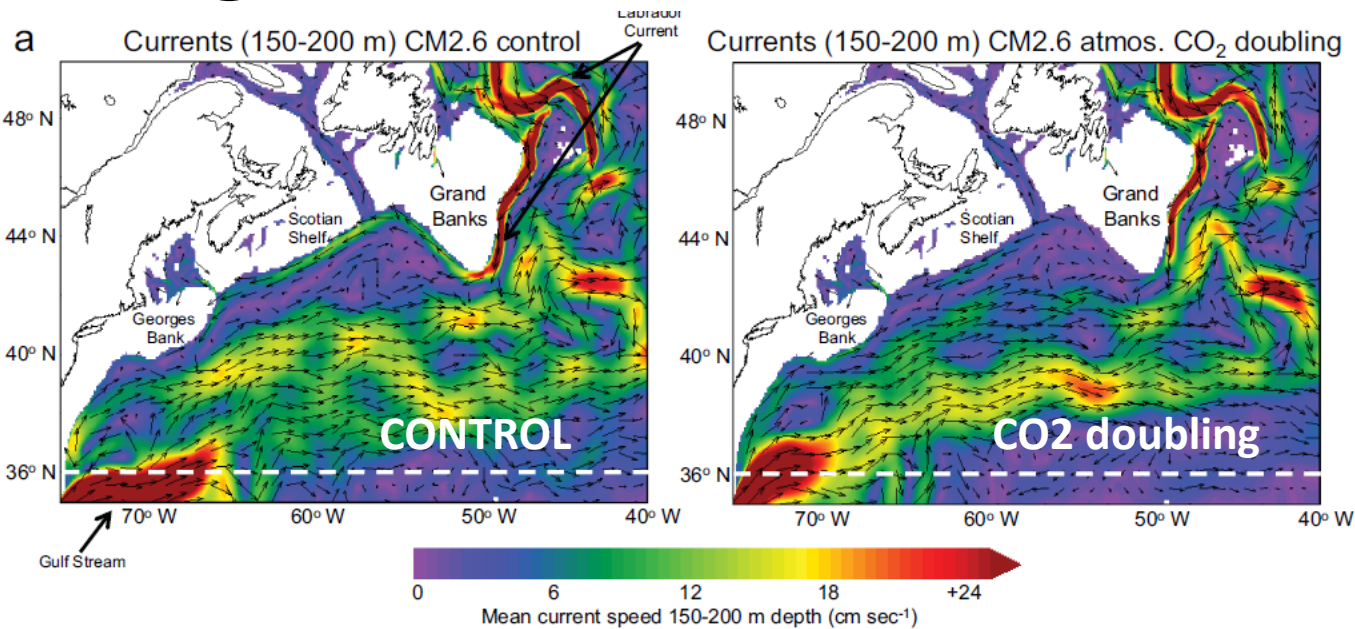 Labrador
Current
a
Currents (150-200 m) CM2.6 control
Currents (150-200 m) CM2.6 atmos. CO₂ doubling
48° N
44° N
40° N
36° N
Grand
Banks
Scotian
Shelf
Georges
Bank
CONTROL
70° W
60° W
50° W
40° W
Gulf Stream
48° N
44° N
40° N
36° N
Grand
Banks
Scotian
Shelf
Georges
Bank
CO2 doubling
70° W
60° W
50° W
40° W
0
6
12
18
+24
Mean current speed 150-200 m depth (cm sec⁻¹)